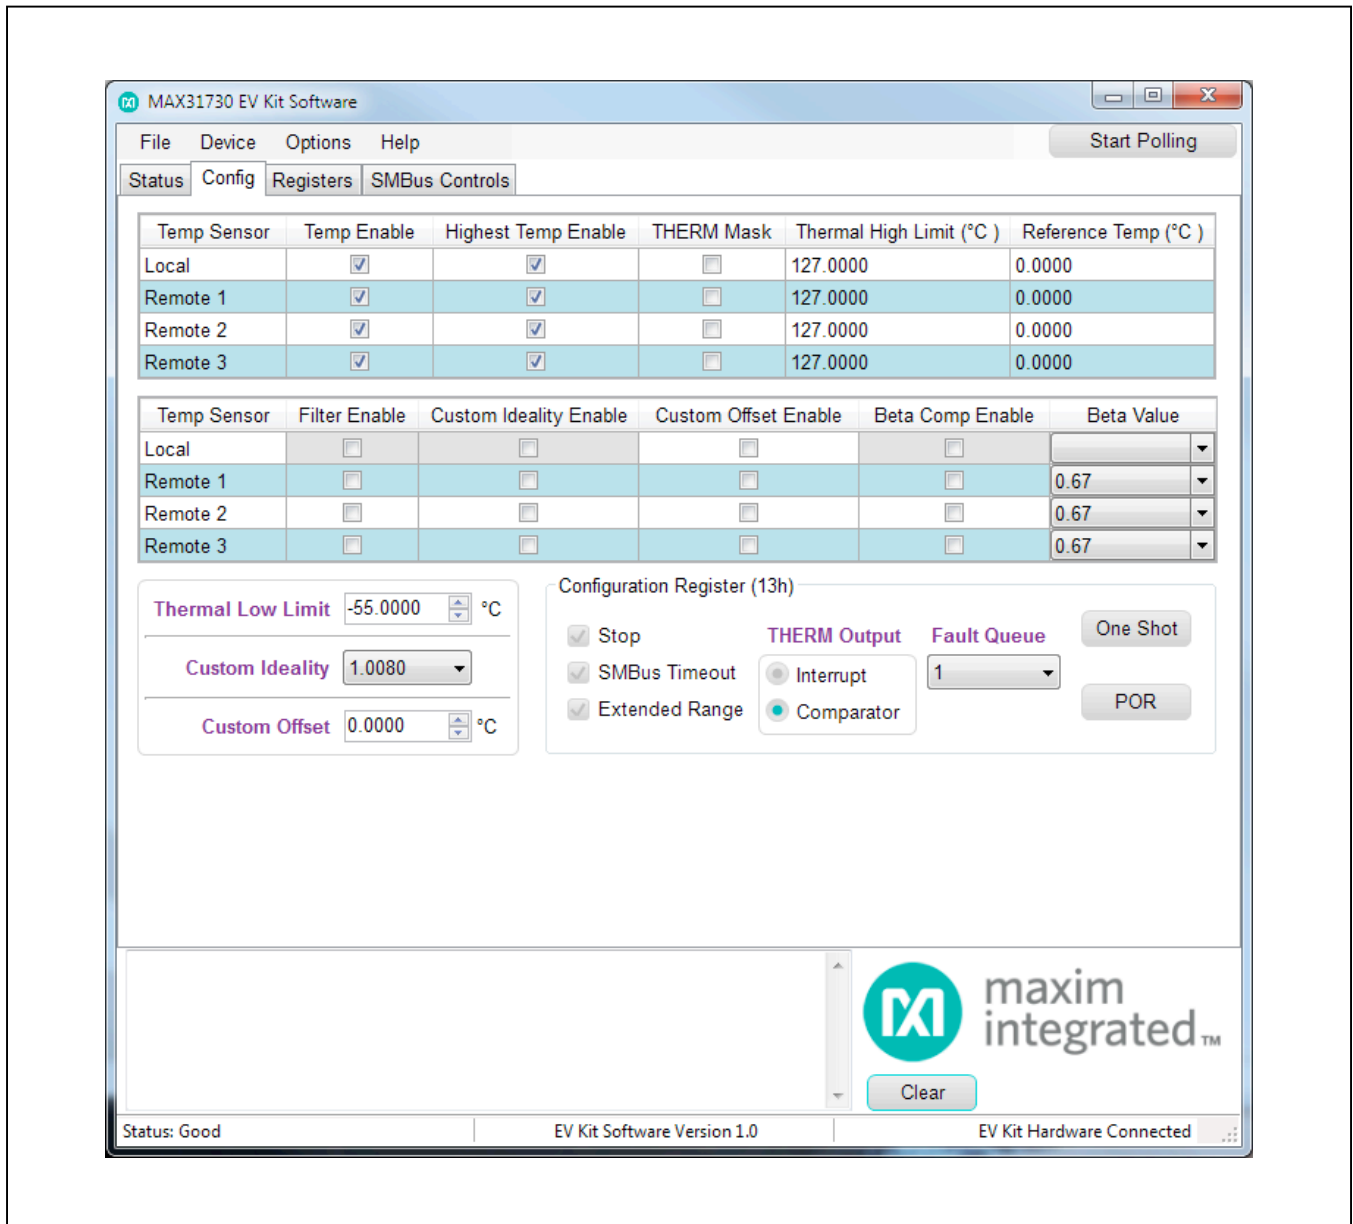 MAX31730 EV Kit Software
File Device Options Help Start Polling
Status Config Registers SMBus Controls
Temp Sensor Temp Enable Highest Temp Enable THERM Mask Thermal High Limit (°C ) Reference Temp (°C )
Local 127.0000 0.0000
Remote 1 127.0000 0.0000
Remote 2 127.0000 0.0000
Remote 3 127.0000 0.0000
Temp Sensor Filter Enable Custom Ideality Enable Custom Offset Enable Beta Comp Enable Beta Value
Local
Remote 1 0.67
Remote 2 0.67
Remote 3 0.67
Thermal Low Limit -55.0000 °C
Custom Ideality 1.0080
Custom Offset 0.0000 °C
Configuration Register (13h)
Stop THERM Output Fault Queue One Shot
SMBus Timeout Interrupt 1
Extended Range Comparator POR
maxim
integrated™
Clear
Status: Good EV Kit Software Version 1.0 EV Kit Hardware Connected